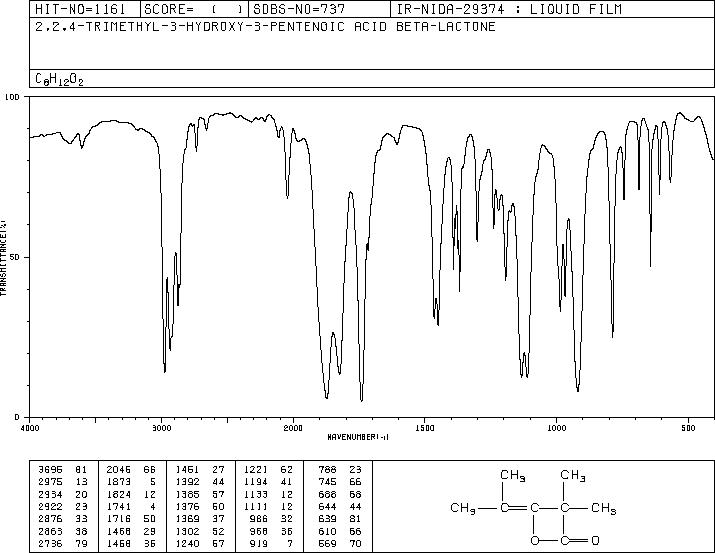 HIT-NO=1161 SCORE= ( ) SDBS-NO=737 IR-NIDA-29374 : LIQUID FILM
2,2,4-TRIMETHYL-3-HYDROXY-3-PENTENOIC ACID BETA-LACTONE
C8H12O2
100
50
0
TRANSMITTANCE(%)
4000 3000 2000 1500 1000 500
WAVENUMBER(-1)
3695 81 2046 66 1451 27 1221 62 788 23
2975 13 1873 5 1392 44 1194 41 745 66
2934 20 1824 12 1385 57 1133 12 688 68
2922 23 1741 4 1376 60 1111 12 644 44
2876 33 1716 50 1369 37 986 32 639 81
2863 38 1468 29 1302 52 968 36 610 66
2736 79 1458 36 1240 57 919 7 569 70
CH3 CH3
CH3 CH3
O O